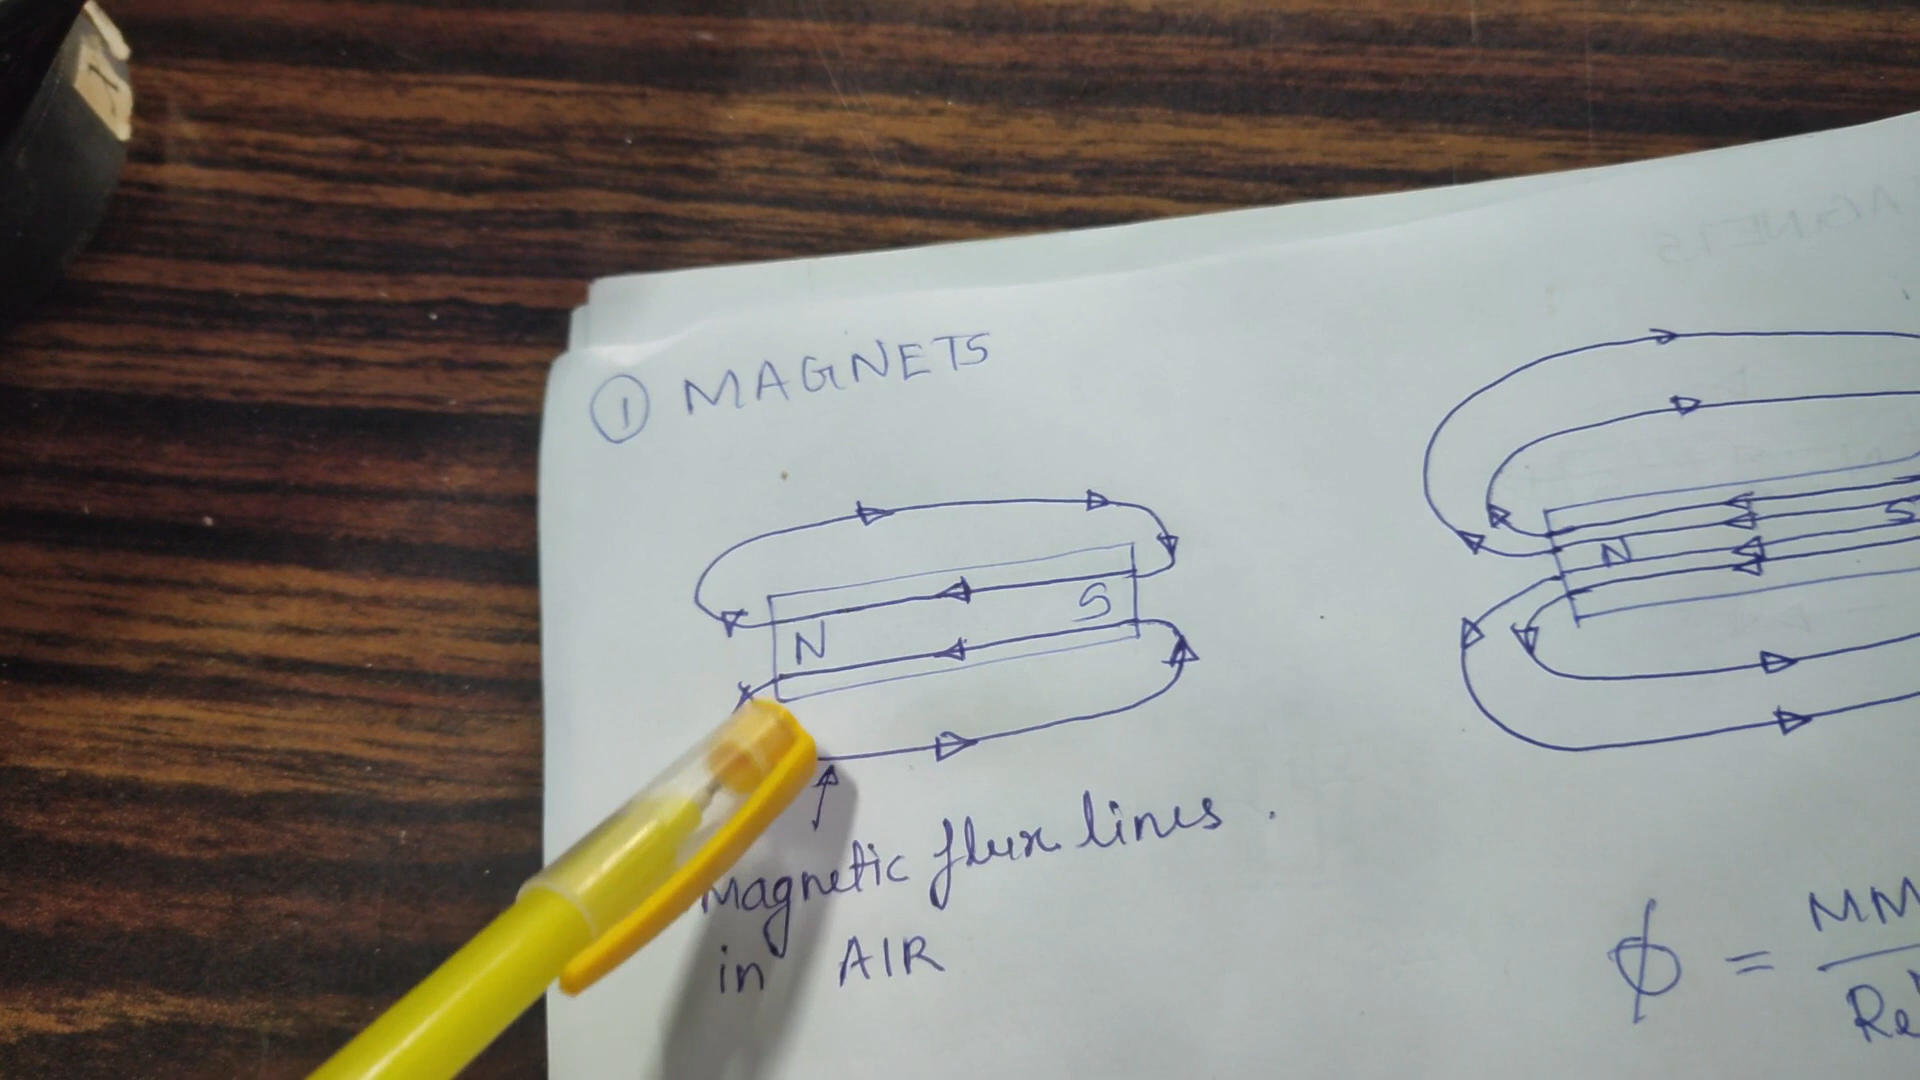 ① MAGNETS
N
S
Magnetic flux lines.
in AIR
N
S
ϕ =